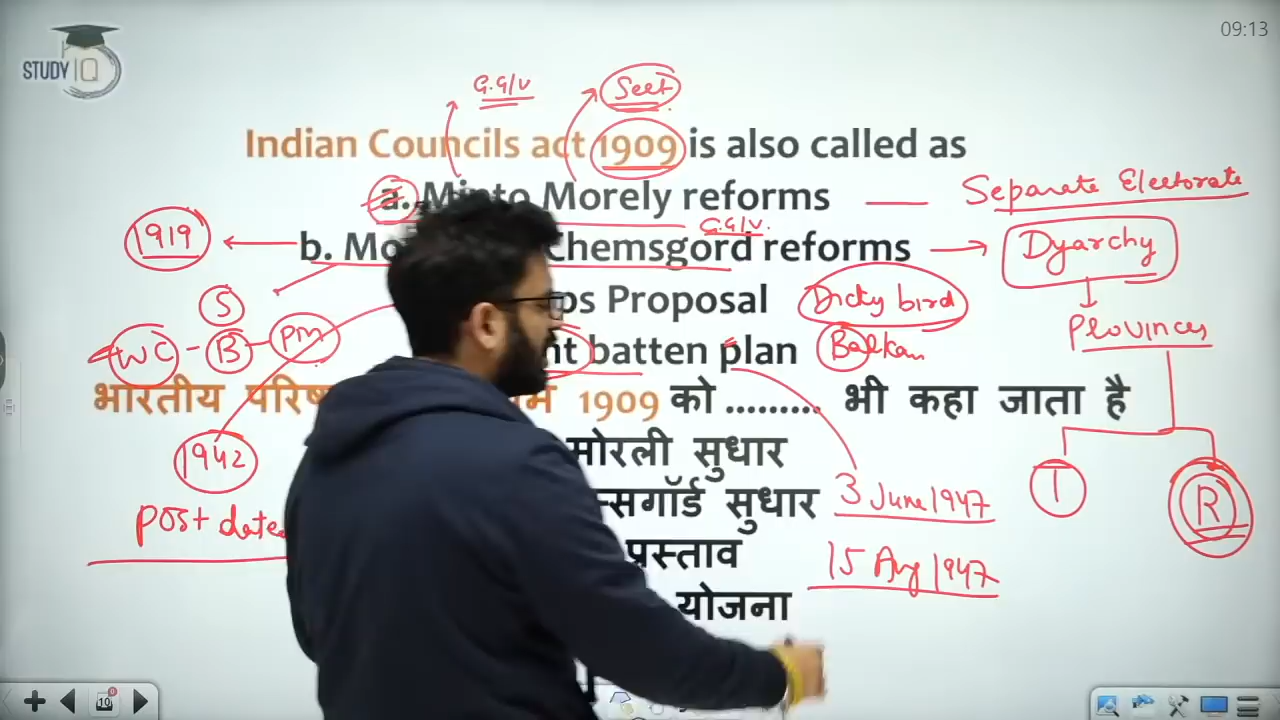 STUDY IQ
09:13
G.G/V
Seet
Indian Councils act 1909 is also called as
a. Minto Morely reforms
Separate Electorate
G.G/V.
1919
b. Mo Chemsgord reforms
Dyarchy
S
ps Proposal
Dicky bird
Provinces
WC - B - PM
nt batten plan
Balkan
भारतीय परिष म 1909 को ......... भी कहा जाता है
1942
मोरली सुधार
T
R
म्सगॉर्ड सुधार
3 June 1947
Post date
प्रस्ताव
15 Aug 1947
योजना
10